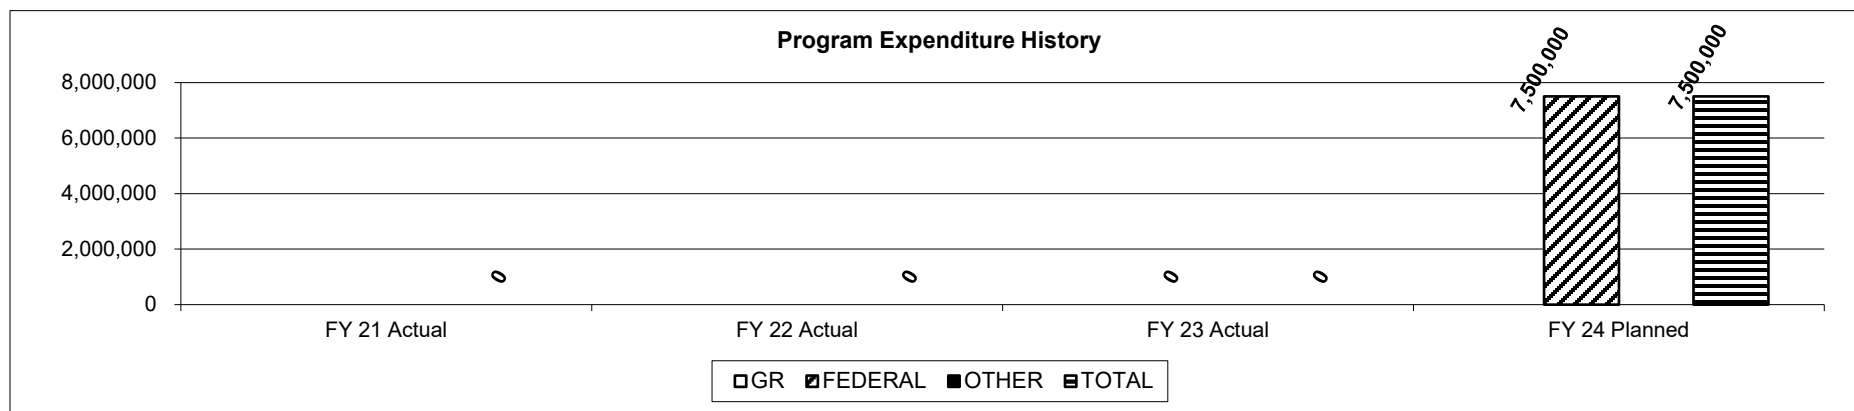 Program Expenditure History
8,000,000
6,000,000
4,000,000
2,000,000
0
0
0
0
0
7,500,000
7,500,000
FY 21 Actual
FY 22 Actual
FY 23 Actual
FY 24 Planned
GR FEDERAL OTHER TOTAL